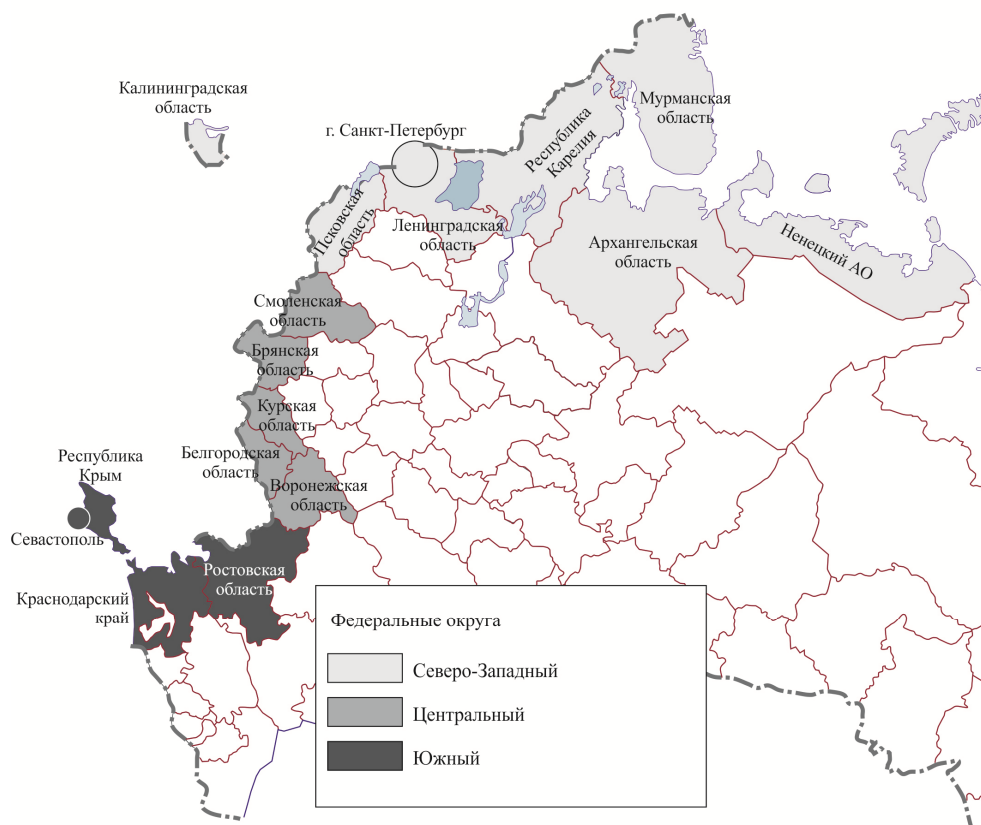 Калининградская
область
г. Санкт-Петербург
Мурманская
область
Республика
Карелия
Псковская
область
Ленинградская
область
Архангельская
область
Ненецкий АО
Смоленская
область
Брянская
область
Курская
область
Белгородская
область
Воронежская
область
Республика
Крым
Севастополь
Ростовская
область
Краснодарский
край
Федеральные округа
Северо-Западный
Центральный
Южный